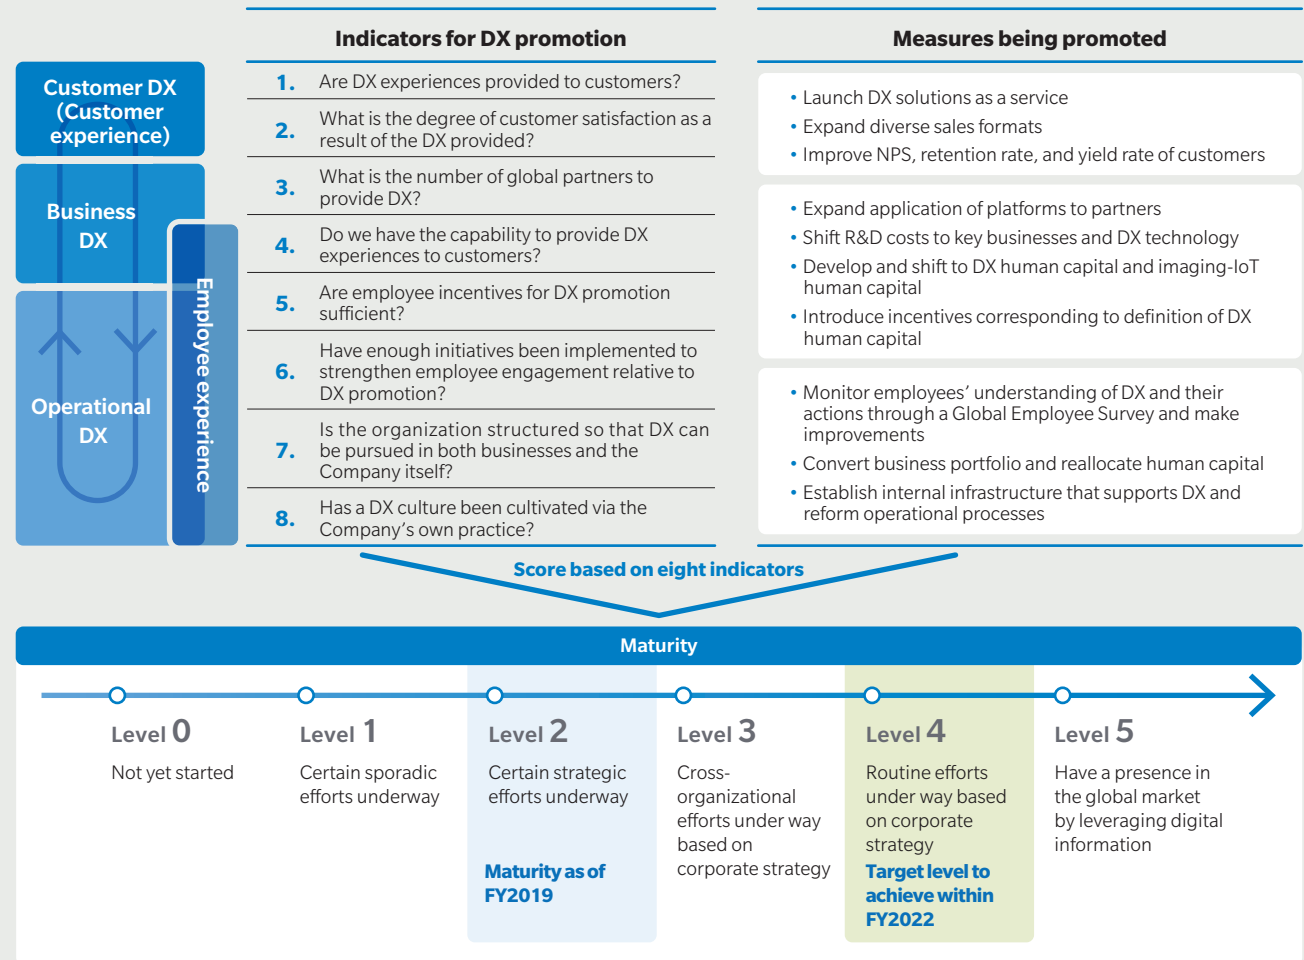 Indicators for DX promotion
Measures being promoted
Customer DX
(Customer
experience)
Business
DX
Operational
DX
Employee experience
1. Are DX experiences provided to customers?
2. What is the degree of customer satisfaction as a
result of the DX provided?
3. What is the number of global partners to
provide DX?
4. Do we have the capability to provide DX
experiences to customers?
5. Are employee incentives for DX promotion
sufficient?
6. Have enough initiatives been implemented to
strengthen employee engagement relative to
DX promotion?
7. Is the organization structured so that DX can
be pursued in both businesses and the
Company itself?
8. Has a DX culture been cultivated via the
Company's own practice?
• Launch DX solutions as a service
• Expand diverse sales formats
• Improve NPS, retention rate, and yield rate of customers
• Expand application of platforms to partners
• Shift R&D costs to key businesses and DX technology
• Develop and shift to DX human capital and imaging-IoT
human capital
• Introduce incentives corresponding to definition of DX
human capital
• Monitor employees' understanding of DX and their
actions through a Global Employee Survey and make
improvements
• Convert business portfolio and reallocate human capital
• Establish internal infrastructure that supports DX and
reform operational processes
Score based on eight indicators
Maturity
Level 0
Not yet started
Level 1
Certain sporadic
efforts underway
Level 2
Certain strategic
efforts underway
Maturity as of
FY2019
Level 3
Cross-
organizational
efforts under way
based on
corporate strategy
Level 4
Routine efforts
under way based
on corporate
strategy
Target level to
achieve within
FY2022
Level 5
Have a presence in
the global market
by leveraging digital
information